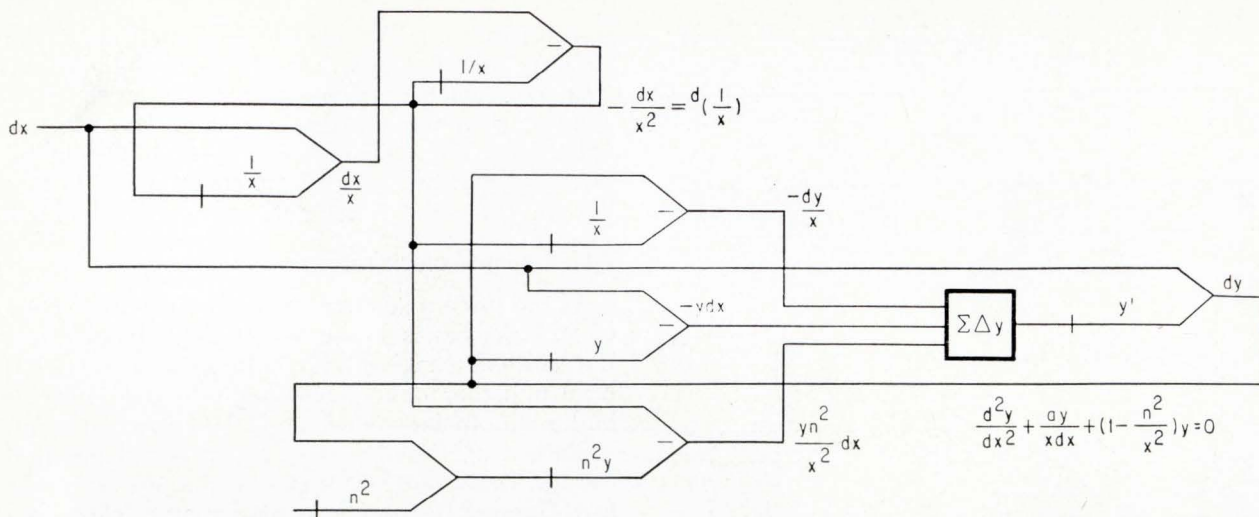 1/x
−
− dx/x² = d(1/x)
dx
1/x
dx/x
1/x
−
−dy/x
−ydx
−
y
ΣΔy
y'
dy
yn²/x² dx
−
n²y
n²
d²y/dx² + ay/xdx + (1 − n²/x²)y = 0